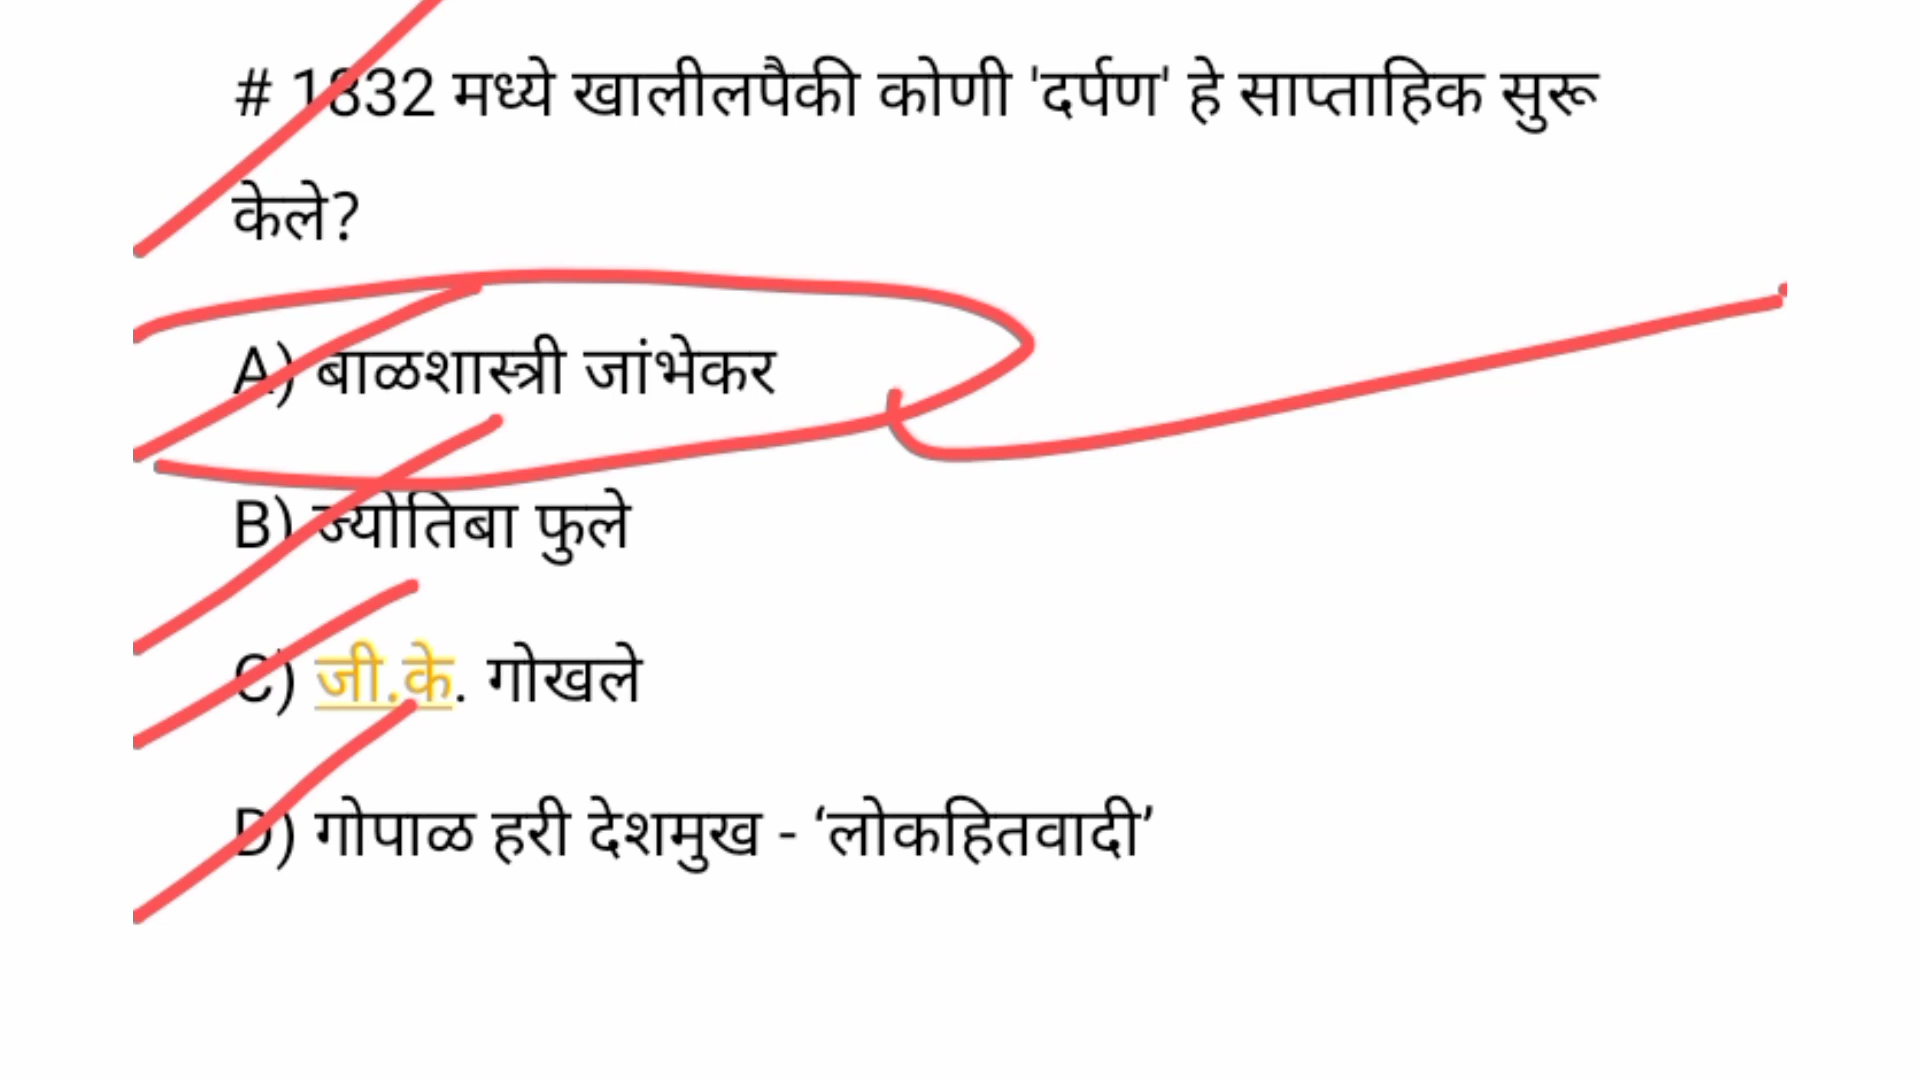 # 1832 मध्ये खालीलपैकी कोणी 'दर्पण' हे साप्ताहिक सुरू
केले?
A) बाळशास्त्री जांभेकर
B) ज्योतिबा फुले
C) जी.के. गोखले
D) गोपाळ हरी देशमुख - ‘लोकहितवादी’